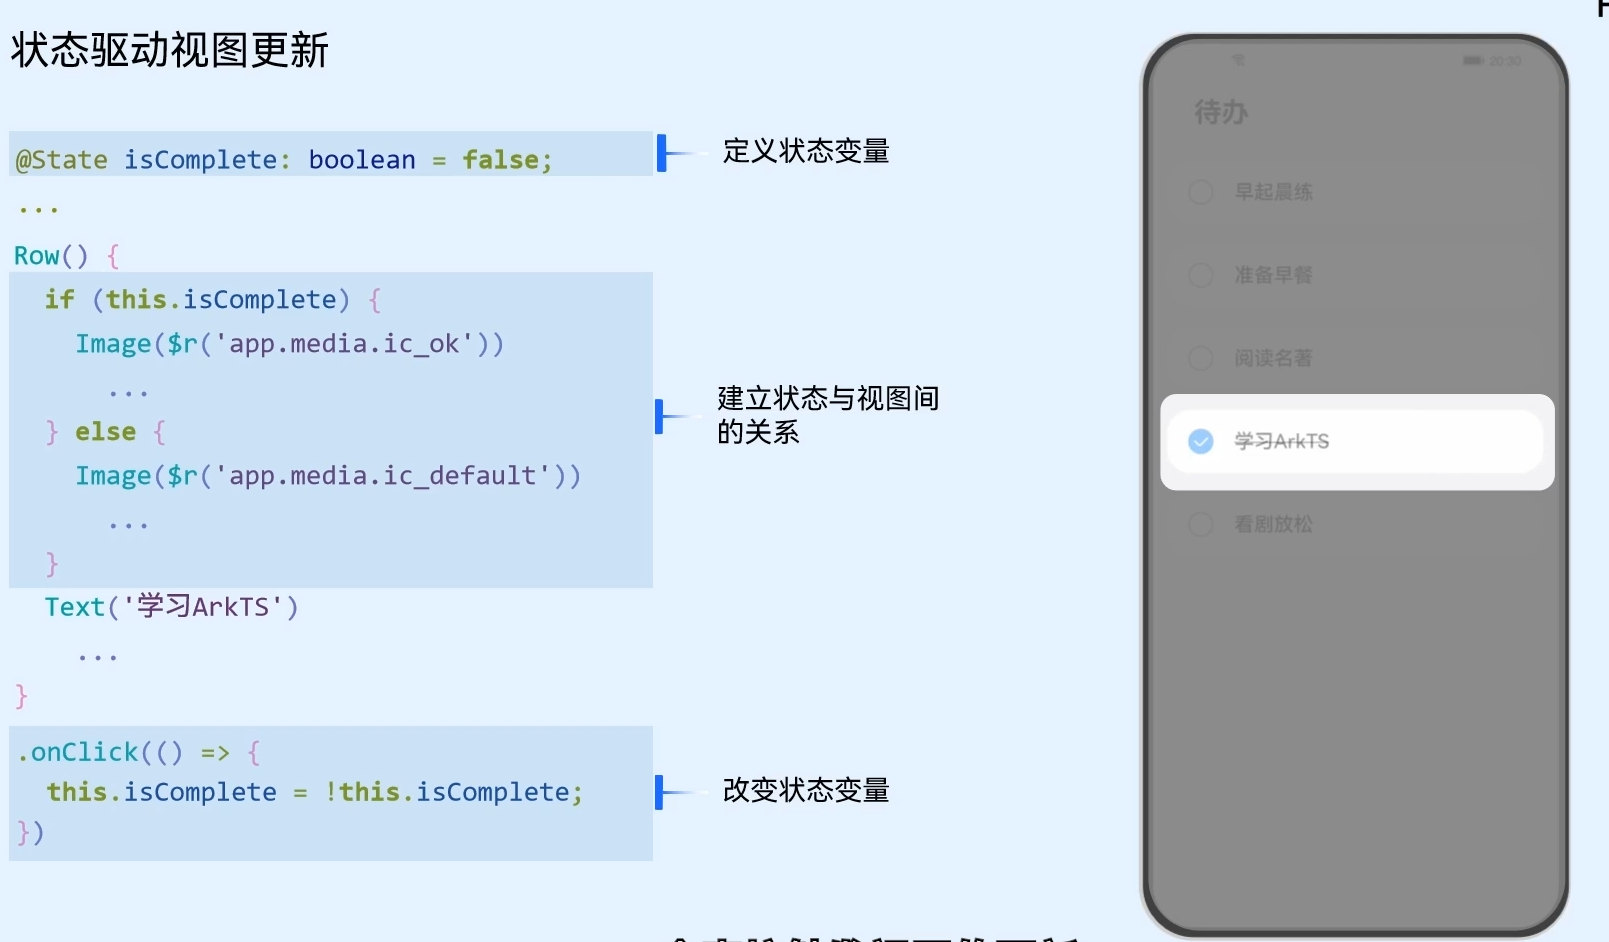 状态驱动视图更新
@State isComplete: boolean = false;
...
Row() {
if (this.isComplete) {
Image($r('app.media.ic_ok'))
...
} else {
Image($r('app.media.ic_default'))
...
}
Text('学习ArkTS')
...
}
.onClick(() => {
this.isComplete = !this.isComplete;
})
定义状态变量
建立状态与视图间
的关系
改变状态变量
20:30
待办
早起晨练
准备早餐
阅读名著
学习ArkTS
看剧放松